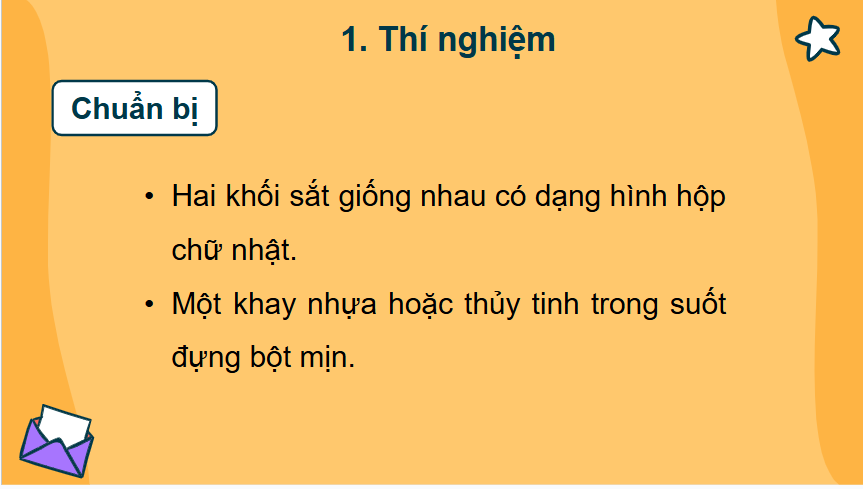 1. Thí nghiệm
Chuẩn bị
• Hai khối sắt giống nhau có dạng hình hộp
chữ nhật.
• Một khay nhựa hoặc thủy tinh trong suốt
đựng bột mịn.